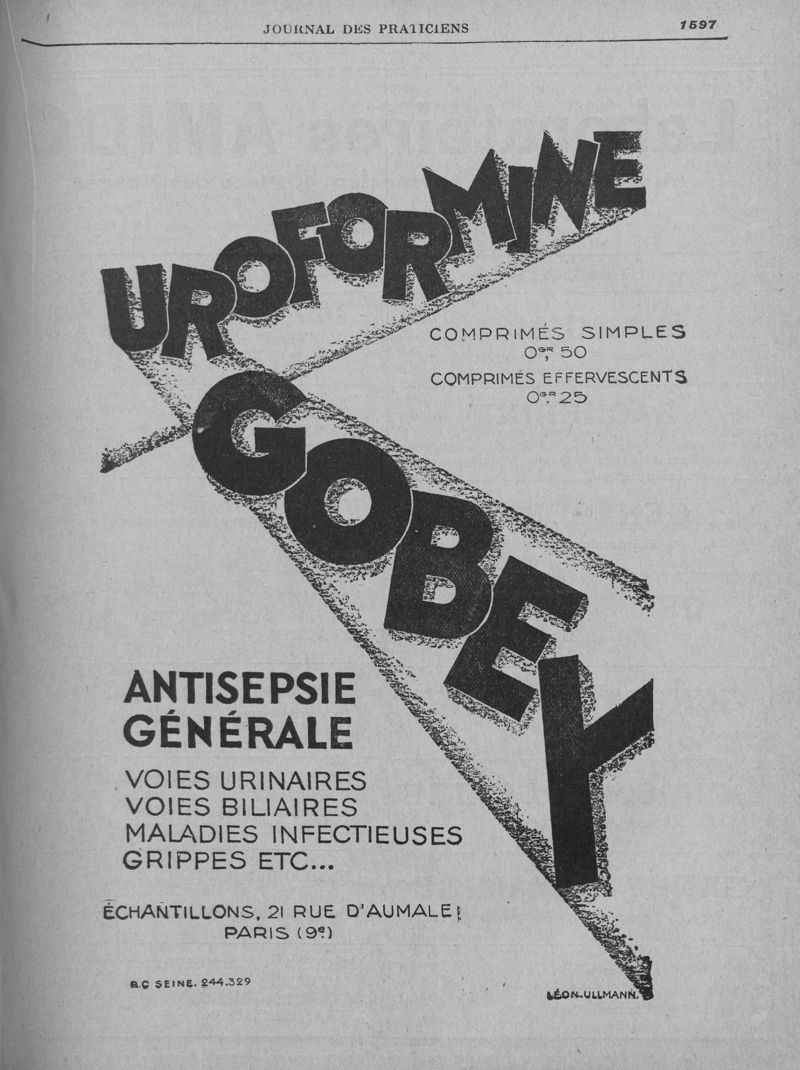 JOURNAL DES PRATICIENS
1597
UROFORMINE
COMPRIMÉS SIMPLES
0GR, 50
COMPRIMÉS EFFERVESCENTS
0GR. 25
GOBEY
ANTISEPSIE
GÉNÉRALE
VOIES URINAIRES
VOIES BILIAIRES
MALADIES INFECTIEUSES
GRIPPES ETC...
ÉCHANTILLONS, 21 RUE D'AUMALE
PARIS (9e)
R.C SEINE. 244.329
LÉON-ULLMANN.